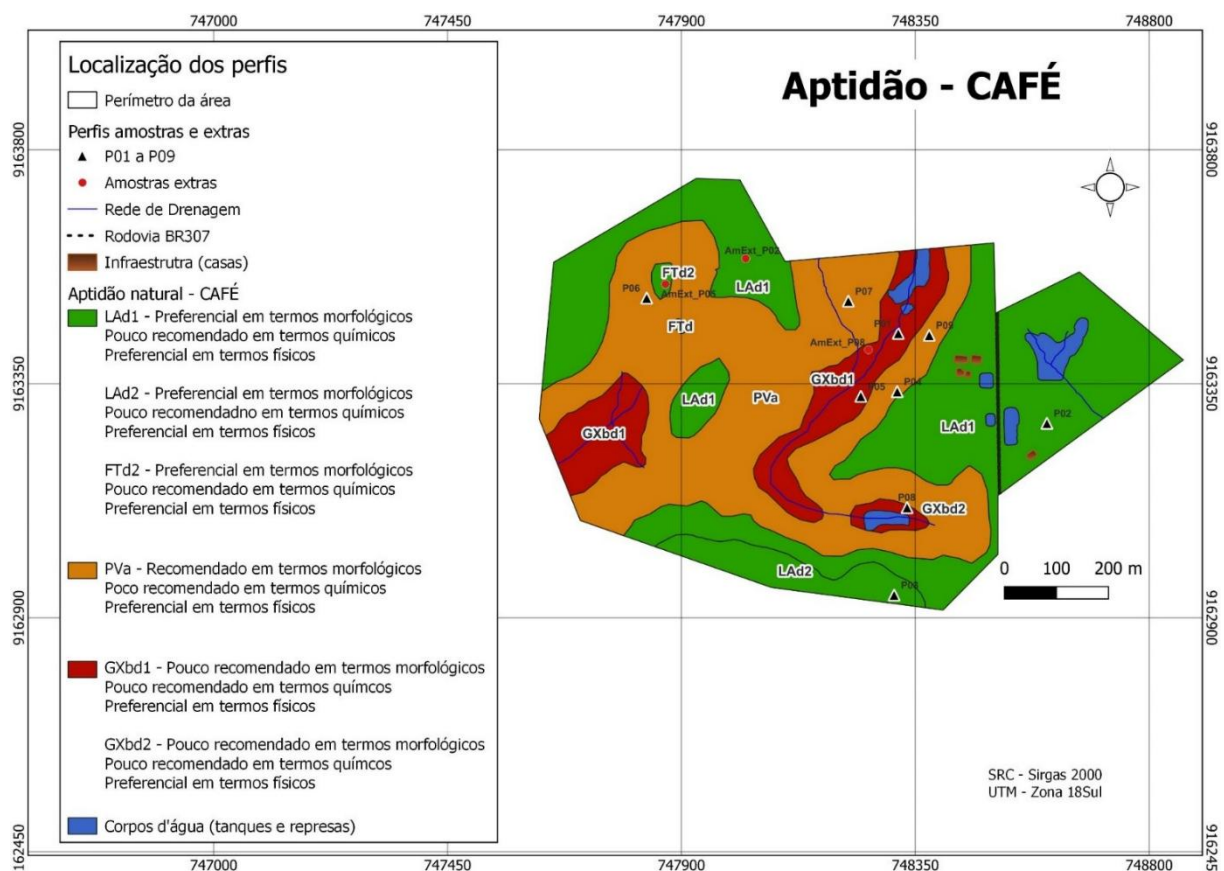 747000
747450
747900
748350
748800
Localização dos perfis
Perímetro da área
Perfis amostras e extras
P01 a P09
Amostras extras
Rede de Drenagem
Rodovia BR307
Infraestrutra (casas)
Aptidão natural - CAFÉ
LAd1 - Preferencial em termos morfológicos
Pouco recomendado em termos químicos
Preferencial em termos físicos
LAd2 - Preferencial em termos morfológicos
Pouco recomendadno em termos químicos
Preferencial em termos físicos
FTd2 - Preferencial em termos morfológicos
Pouco recomendado em termos químicos
Preferencial em termos físicos
PVa - Recomendado em termos morfológicos
Poco recomendado em termos químicos
Preferencial em termos físicos
GXbd1 - Pouco recomendado em termos morfológicos
Pouco recomendado em termos químcos
Preferencial em termos físicos
GXbd2 - Pouco recomendado em termos morfológicos
Pouco recomendado em termos quimcos
Preferencial em termos físicos
Corpos d'água (tanques e represas)
Aptidão - CAFÉ
9163800
9163800
AmExt_P02
FTd2
LAd1
P06
P07
FTd
P09
AmExt_P08
9163350
9163350
GXbd1
LAd1
PVa
P05
P04
LAd1
P02
GXbd1
P08
GXbd2
LAd2
0 100 200 m
9162900
9162900
SRC - Sirgas 2000
UTM - Zona 18Sul
162450
916245
747000
747450
747900
748350
748800